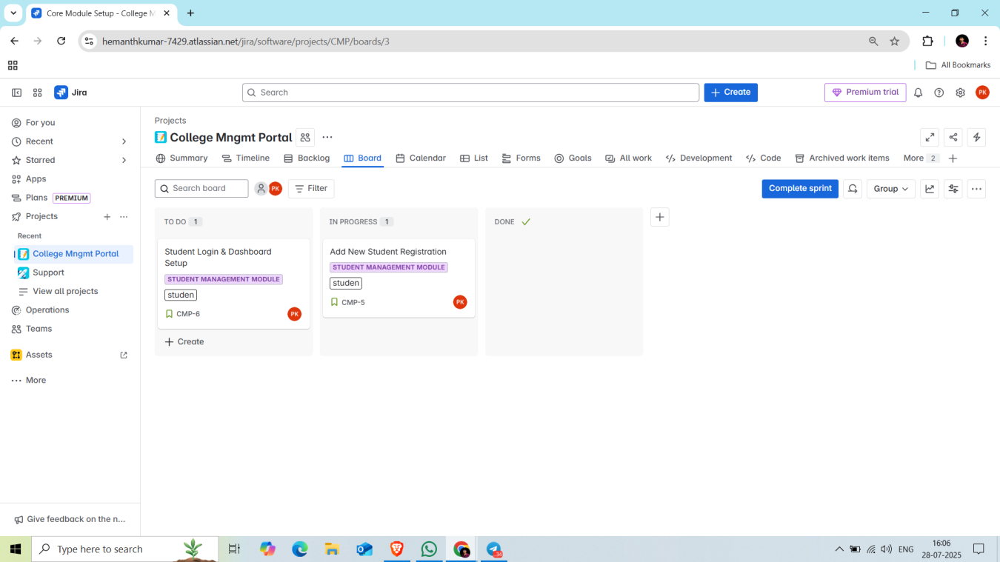 Core Module Setup - College M
hemanthkumar-7429.atlassian.net/jira/software/projects/CMP/boards/3
All Bookmarks
Jira
Search
Create
Premium trial
PK
For you
Recent
Starred
Apps
Plans PREMIUM
Projects
Recent
College Mngmt Portal
Support
View all projects
Operations
Teams
Assets
More
Give feedback on the n...
Projects
College Mngmt Portal
Summary Timeline Backlog Board Calendar List Forms Goals All work Development Code Archived work items More 2
Search board PK Filter Complete sprint Group
TO DO 1
Student Login & Dashboard
Setup
STUDENT MANAGEMENT MODULE
studen
CMP-6 PK
Create
IN PROGRESS 1
Add New Student Registration
STUDENT MANAGEMENT MODULE
studen
CMP-5 PK
DONE
Type here to search
34
ENG
16:06
28-07-2025